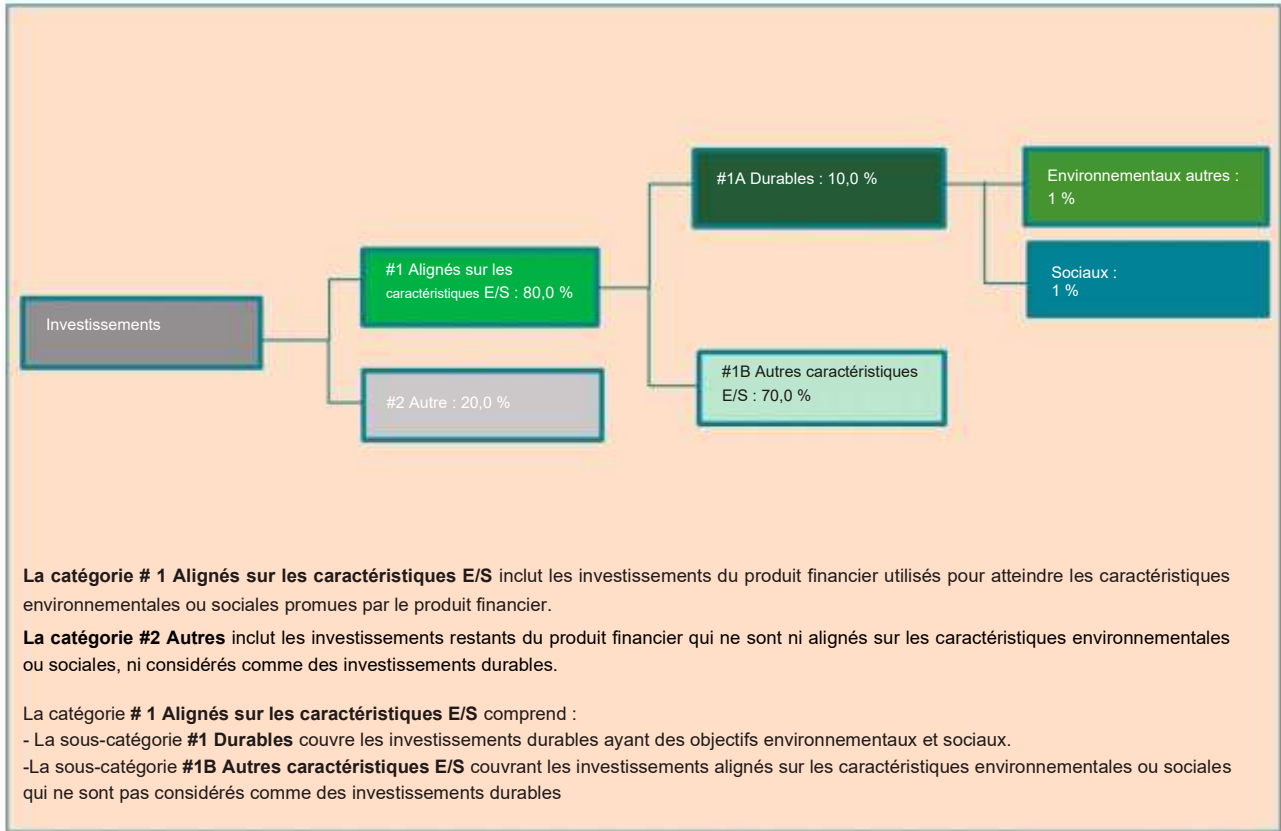 #1A Durables : 10,0 %
Environnementaux autres :
1 %
#1 Alignés sur les
caractéristiques E/S : 80,0 %
Sociaux :
1 %
Investissements
#1B Autres caractéristiques
E/S : 70,0 %
#2 Autre : 20,0 %
La catégorie # 1 Alignés sur les caractéristiques E/S inclut les investissements du produit financier utilisés pour atteindre les caractéristiques
environnementales ou sociales promues par le produit financier.
La catégorie #2 Autres inclut les investissements restants du produit financier qui ne sont ni alignés sur les caractéristiques environnementales
ou sociales, ni considérés comme des investissements durables.
La catégorie # 1 Alignés sur les caractéristiques E/S comprend :
- La sous-catégorie #1 Durables couvre les investissements durables ayant des objectifs environnementaux et sociaux.
-La sous-catégorie #1B Autres caractéristiques E/S couvrant les investissements alignés sur les caractéristiques environnementales ou sociales
qui ne sont pas considérés comme des investissements durables